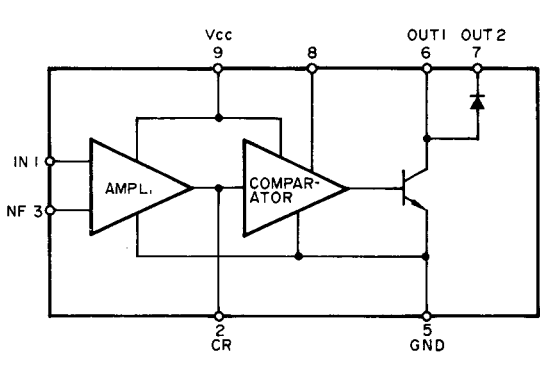 Vcc OUT1 OUT2
9 8 6 7
IN 1
AMPL.
COMPAR-
ATOR
NF 3
2 5
CR GND